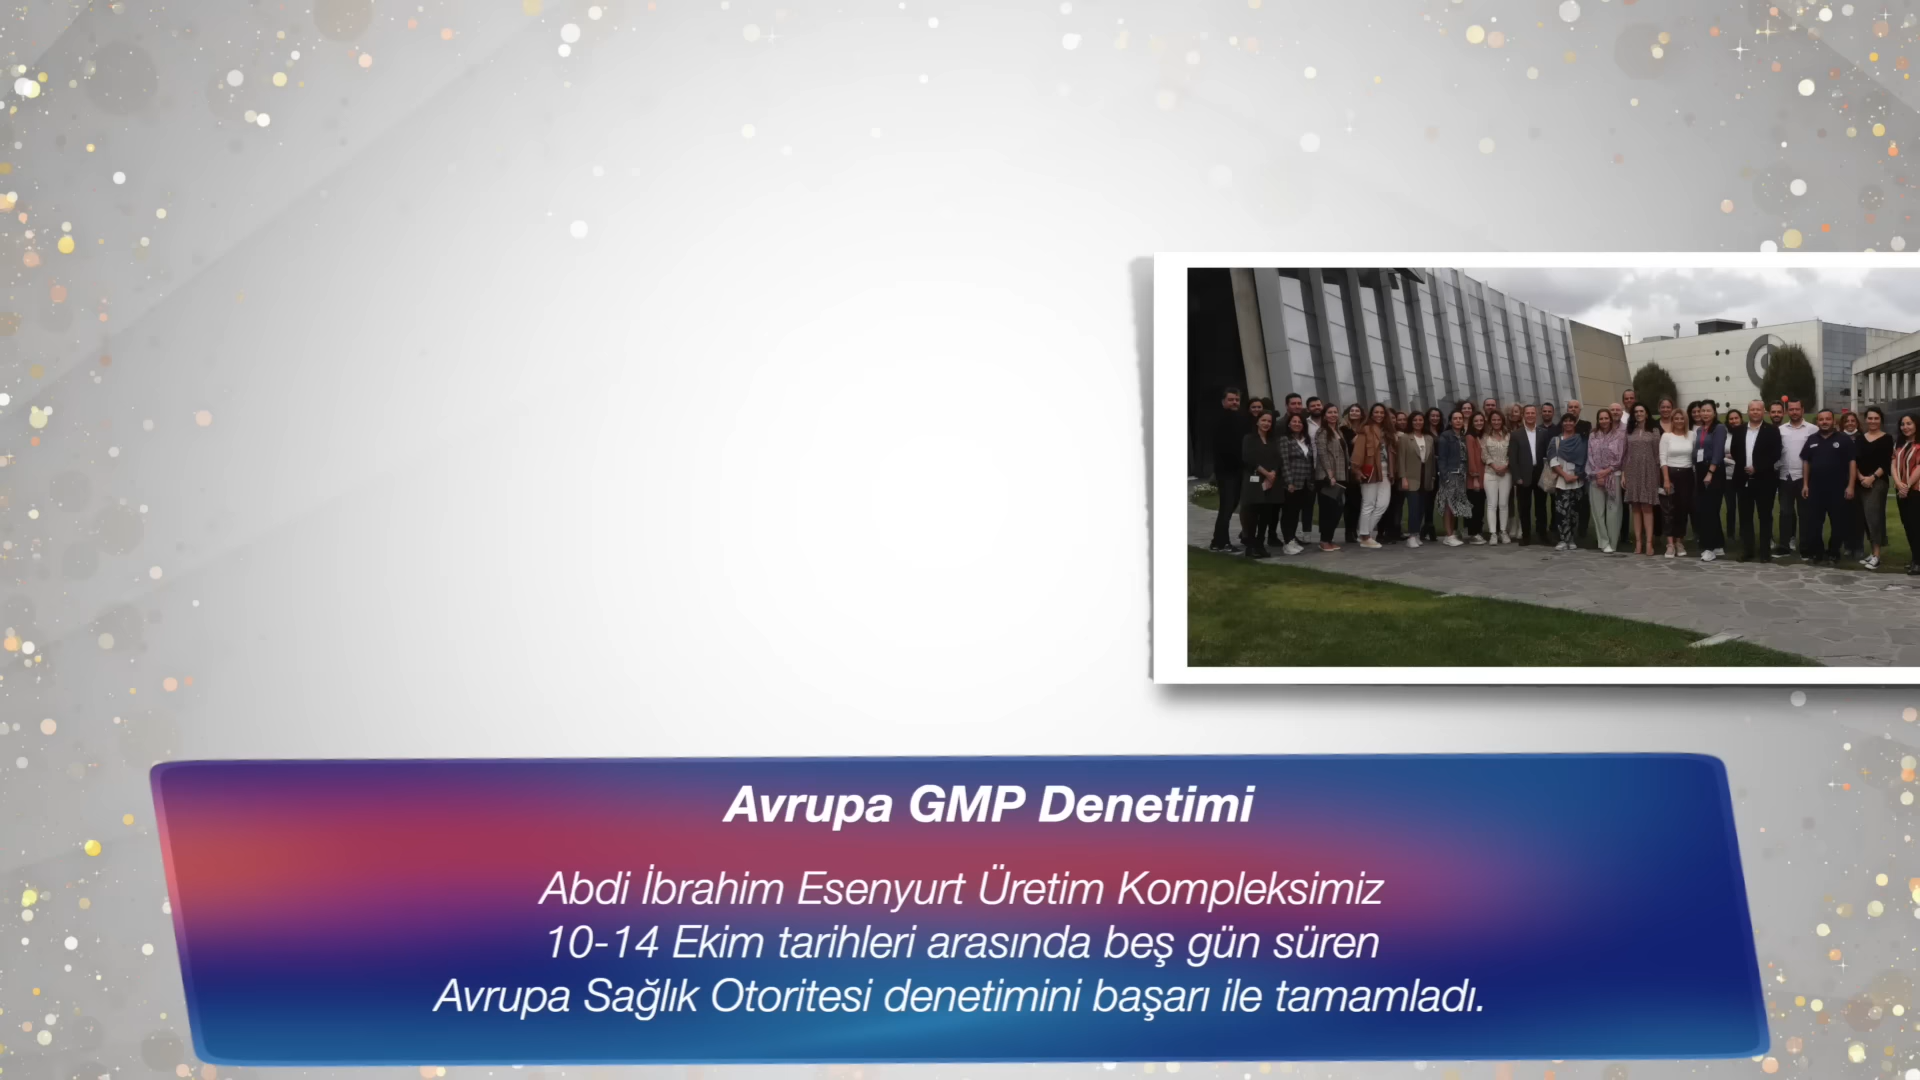 Avrupa GMP Denetimi
Abdi İbrahim Esenyurt Üretim Kompleksimiz
10-14 Ekim tarihleri arasında beş gün süren
Avrupa Sağlık Otoritesi denetimini başarı ile tamamladı.